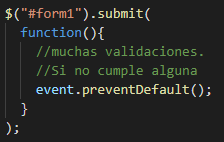 $("#form1").submit(
function(){
//muchas validaciones.
//Si no cumple alguna
event.preventDefault();
}
);